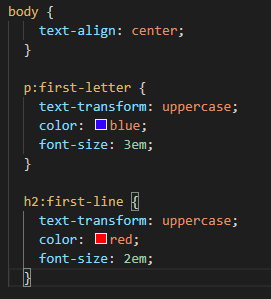 body {
text-align: center;
}
p:first-letter {
text-transform: uppercase;
color: blue;
font-size: 3em;
}
h2:first-line {
text-transform: uppercase;
color: red;
font-size: 2em;
}